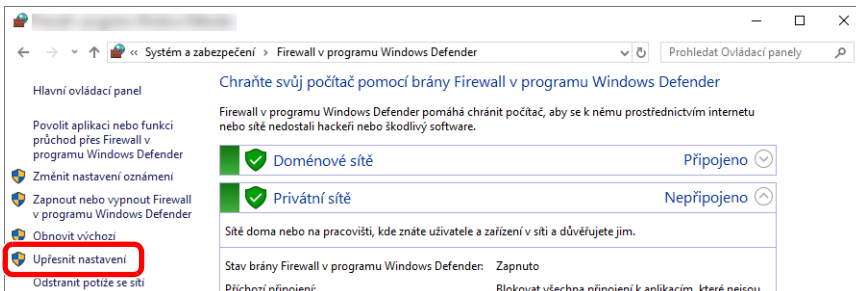 « Systém a zabezpečení › Firewall v programu Windows Defender
Prohledat Ovládací panely
Hlavní ovládací panel
Povolit aplikaci nebo funkci
průchod přes Firewall v
programu Windows Defender
Změnit nastavení oznámení
Zapnout nebo vypnout Firewall
v programu Windows Defender
Obnovit výchozí
Upřesnit nastavení
Odstranit potíže se sítí
Chraňte svůj počítač pomocí brány Firewall v programu Windows Defender
Firewall v programu Windows Defender pomáhá chránit počítač, aby se k němu prostřednictvím internetu
nebo sítě nedostali hackeři nebo škodlivý software.
Doménové sítě Připojeno
Privátní sítě Nepřipojeno
Sítě doma nebo na pracovišti, kde znáte uživatele a zařízení v síti a důvěřujete jim.
Stav brány Firewall v programu Windows Defender: Zapnuto
Příchozí připojení: Blokovat všechna připojení k aplikacím, které nejsou